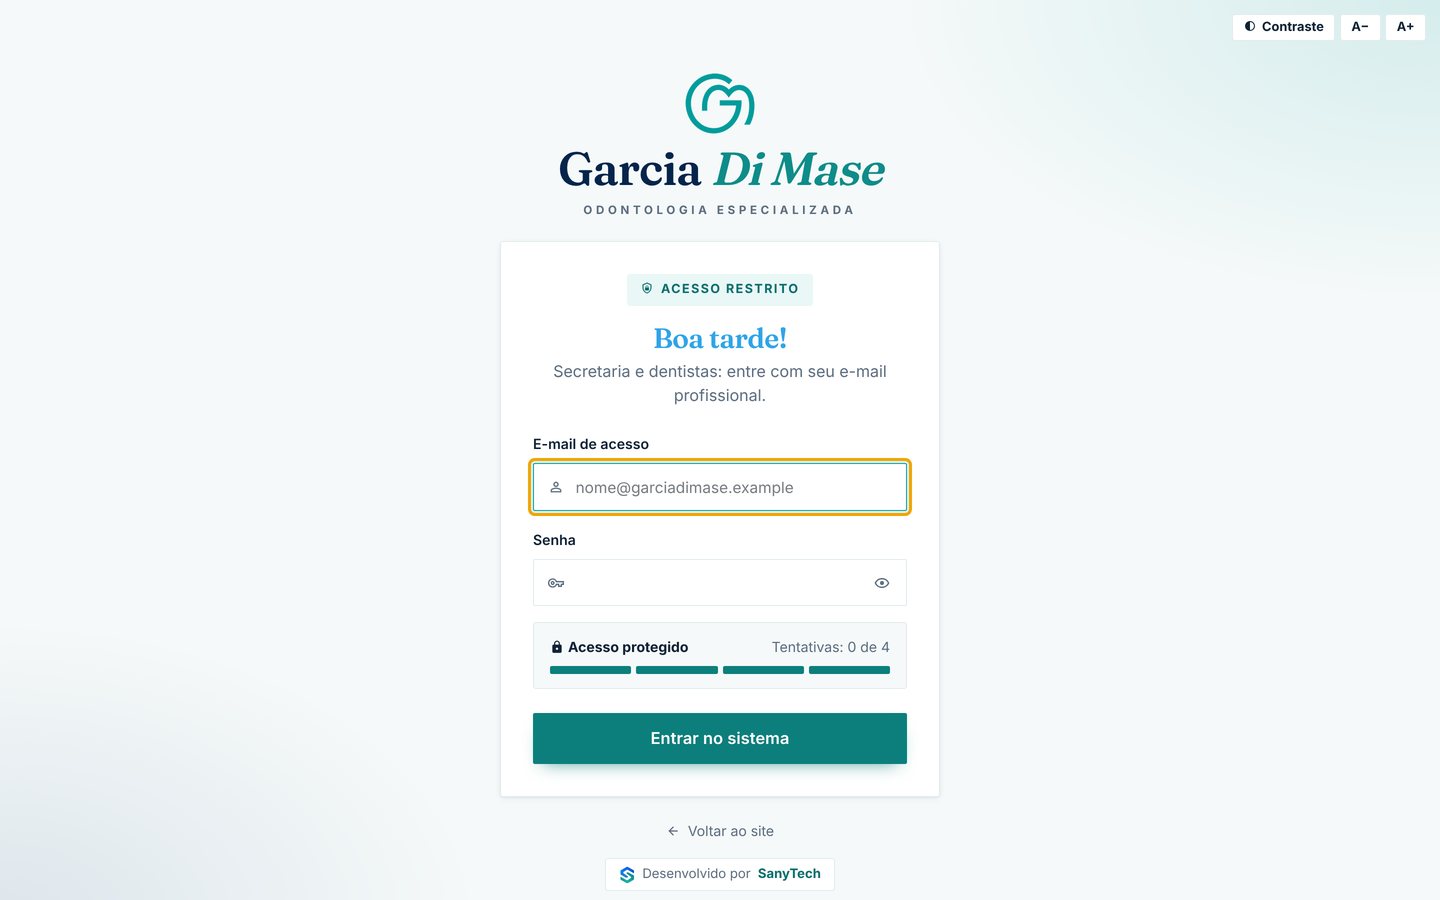 Contraste
A−
A+
Garcia Di Mase
ODONTOLOGIA ESPECIALIZADA
ACESSO RESTRITO
Boa tarde!
Secretaria e dentistas: entre com seu e-mail
profissional.
E-mail de acesso
nome@garciadimase.example
Senha
Acesso protegido
Tentativas: 0 de 4
Entrar no sistema
Voltar ao site
Desenvolvido por SanyTech